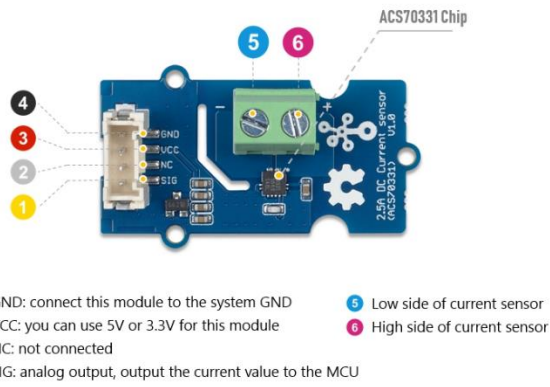 ACS70331 Chip
5
6
4
3
2
1
GND
VCC
NC
SIG
- +
2.5A DC Current sensor
(ACS70331) V1.0
ND: connect this module to the system GND
CC: you can use 5V or 3.3V for this module
IC: not connected
IG: analog output, output the current value to the MCU
5 Low side of current sensor
6 High side of current sensor